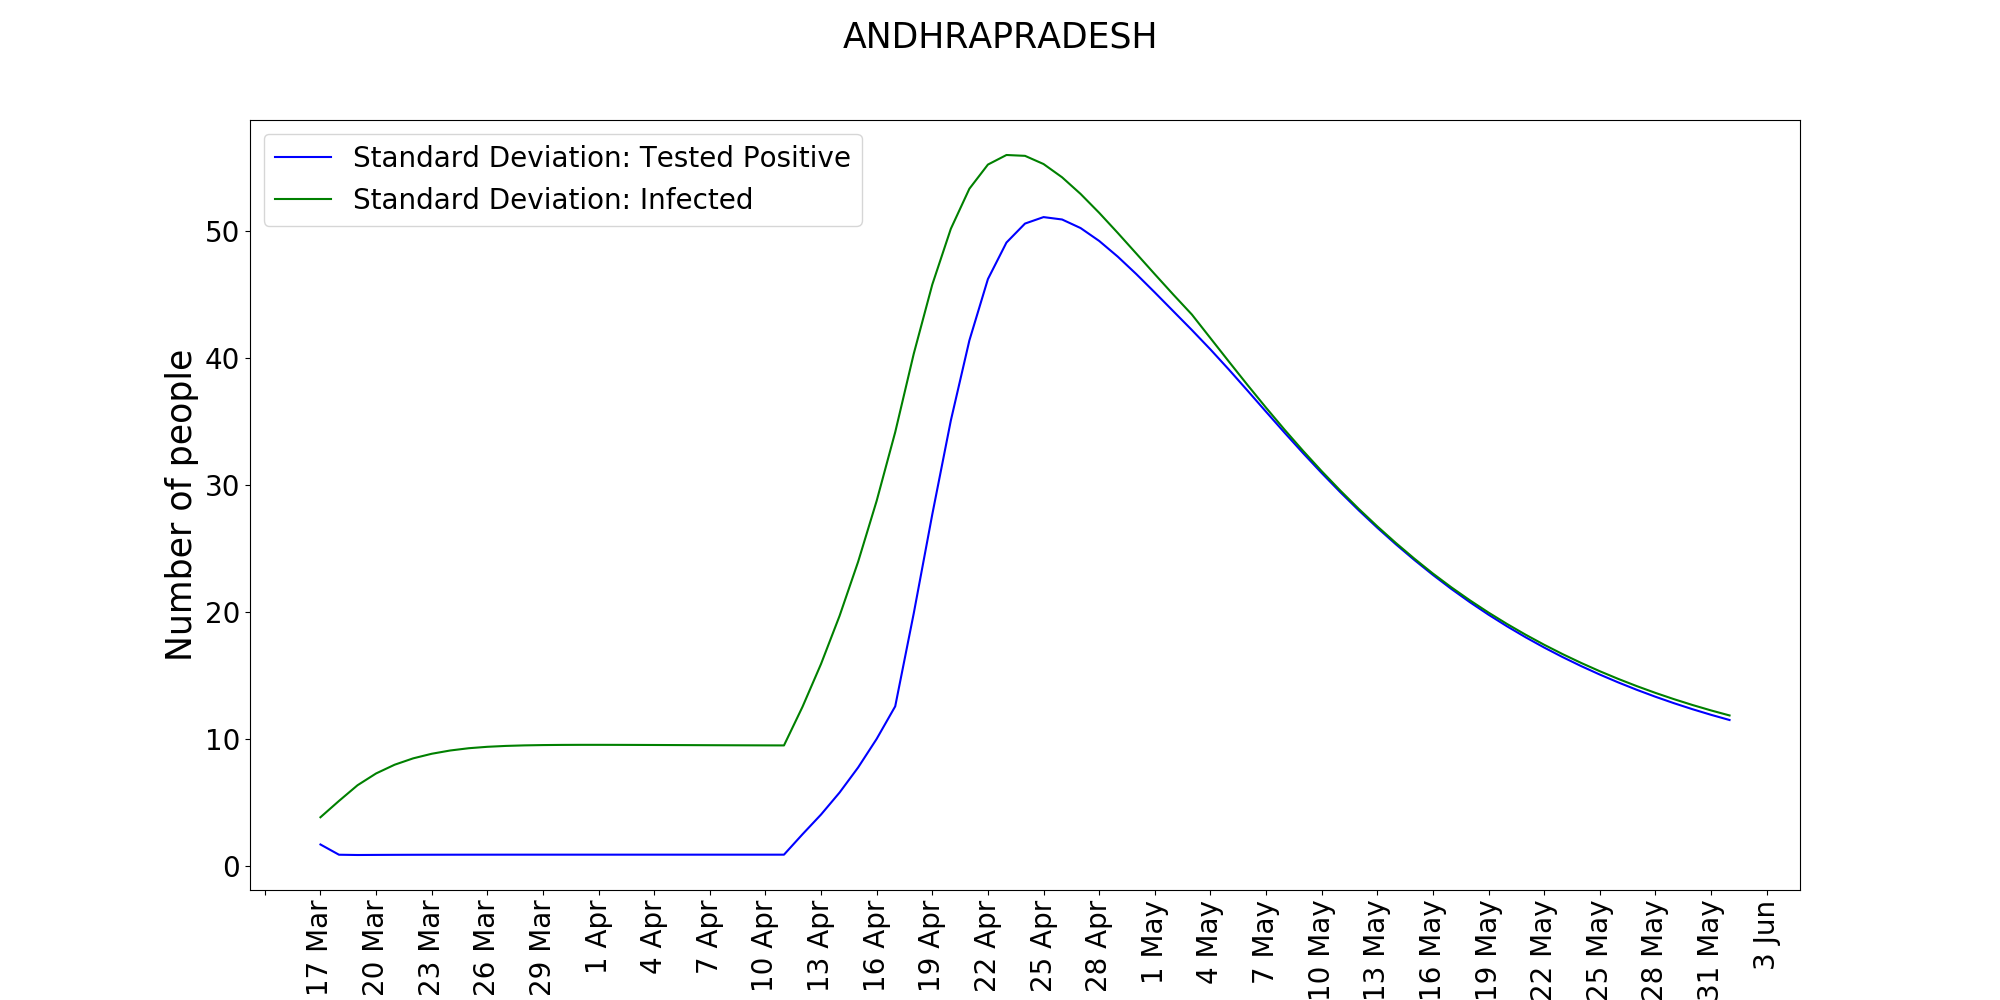 ANDHRAPRADESH
Standard Deviation: Tested Positive
Standard Deviation: Infected
Number of people
50
40
30
20
10
0
17 Mar
20 Mar
23 Mar
26 Mar
29 Mar
1 Apr
4 Apr
7 Apr
10 Apr
13 Apr
16 Apr
19 Apr
22 Apr
25 Apr
28 Apr
1 May
4 May
7 May
10 May
13 May
16 May
19 May
22 May
25 May
28 May
31 May
3 Jun